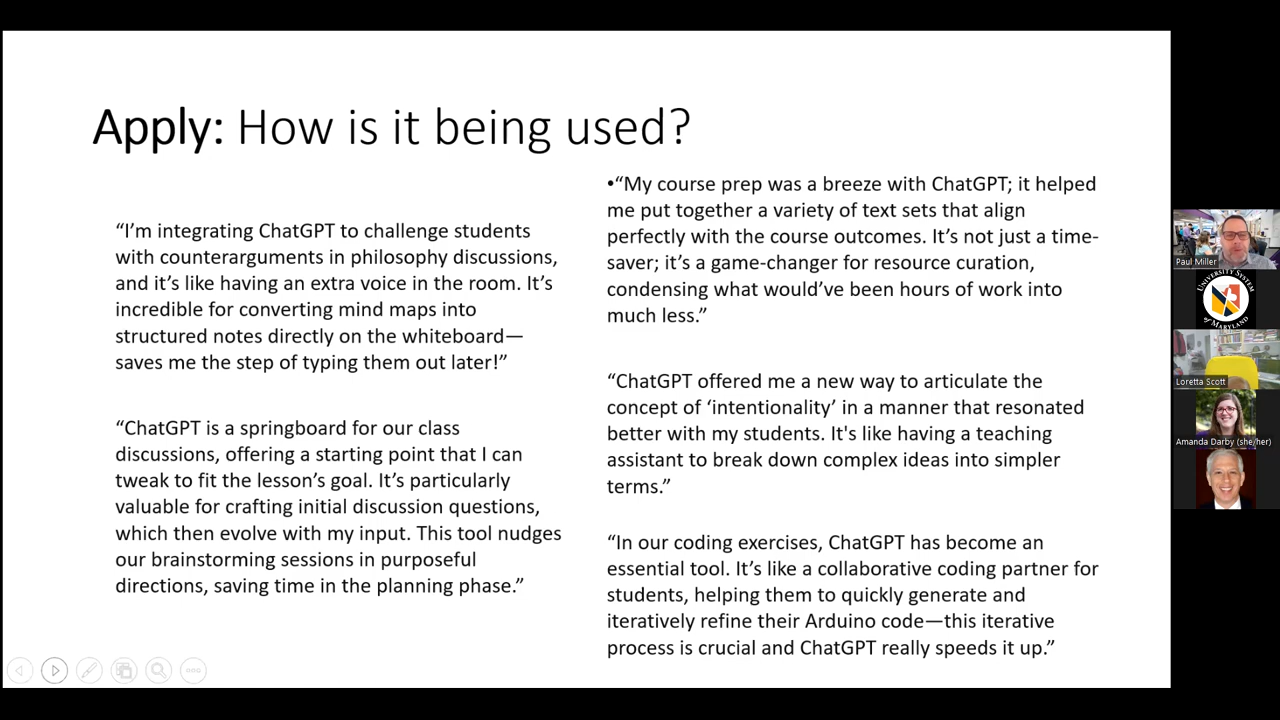 Apply: How is it being used?
“I’m integrating ChatGPT to challenge students
with counterarguments in philosophy discussions,
and it’s like having an extra voice in the room. It’s
incredible for converting mind maps into
structured notes directly on the whiteboard—
saves me the step of typing them out later!”
“ChatGPT is a springboard for our class
discussions, offering a starting point that I can
tweak to fit the lesson’s goal. It’s particularly
valuable for crafting initial discussion questions,
which then evolve with my input. This tool nudges
our brainstorming sessions in purposeful
directions, saving time in the planning phase.”
•“My course prep was a breeze with ChatGPT; it helped
me put together a variety of text sets that align
perfectly with the course outcomes. It’s not just a time-
saver; it’s a game-changer for resource curation,
condensing what would’ve been hours of work into
much less.”
“ChatGPT offered me a new way to articulate the
concept of ‘intentionality’ in a manner that resonated
better with my students. It's like having a teaching
assistant to break down complex ideas into simpler
terms.”
“In our coding exercises, ChatGPT has become an
essential tool. It’s like a collaborative coding partner for
students, helping them to quickly generate and
iteratively refine their Arduino code—this iterative
process is crucial and ChatGPT really speeds it up.”
Paul Miller
UNIVERSITY SYSTEM
of MARYLAND
Loretta Scott
Amanda Darby (she/her)